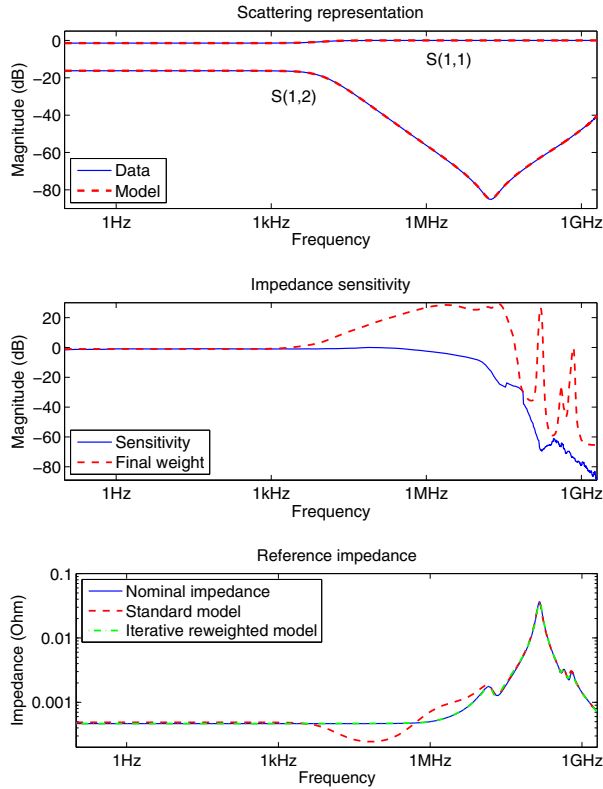 Scattering representation
0
−20
−40
−60
−80
Magnitude (dB)
S(1,1)
S(1,2)
Data
Model
1Hz
1kHz
1MHz
1GHz
Frequency
Impedance sensitivity
20
0
−20
−40
−60
−80
Magnitude (dB)
Sensitivity
Final weight
1Hz
1kHz
1MHz
1GHz
Frequency
Reference impedance
0.1
0.01
0.001
Impedance (Ohm)
Nominal impedance
Standard model
Iterative reweighted model
1Hz
1kHz
1MHz
1GHz
Frequency